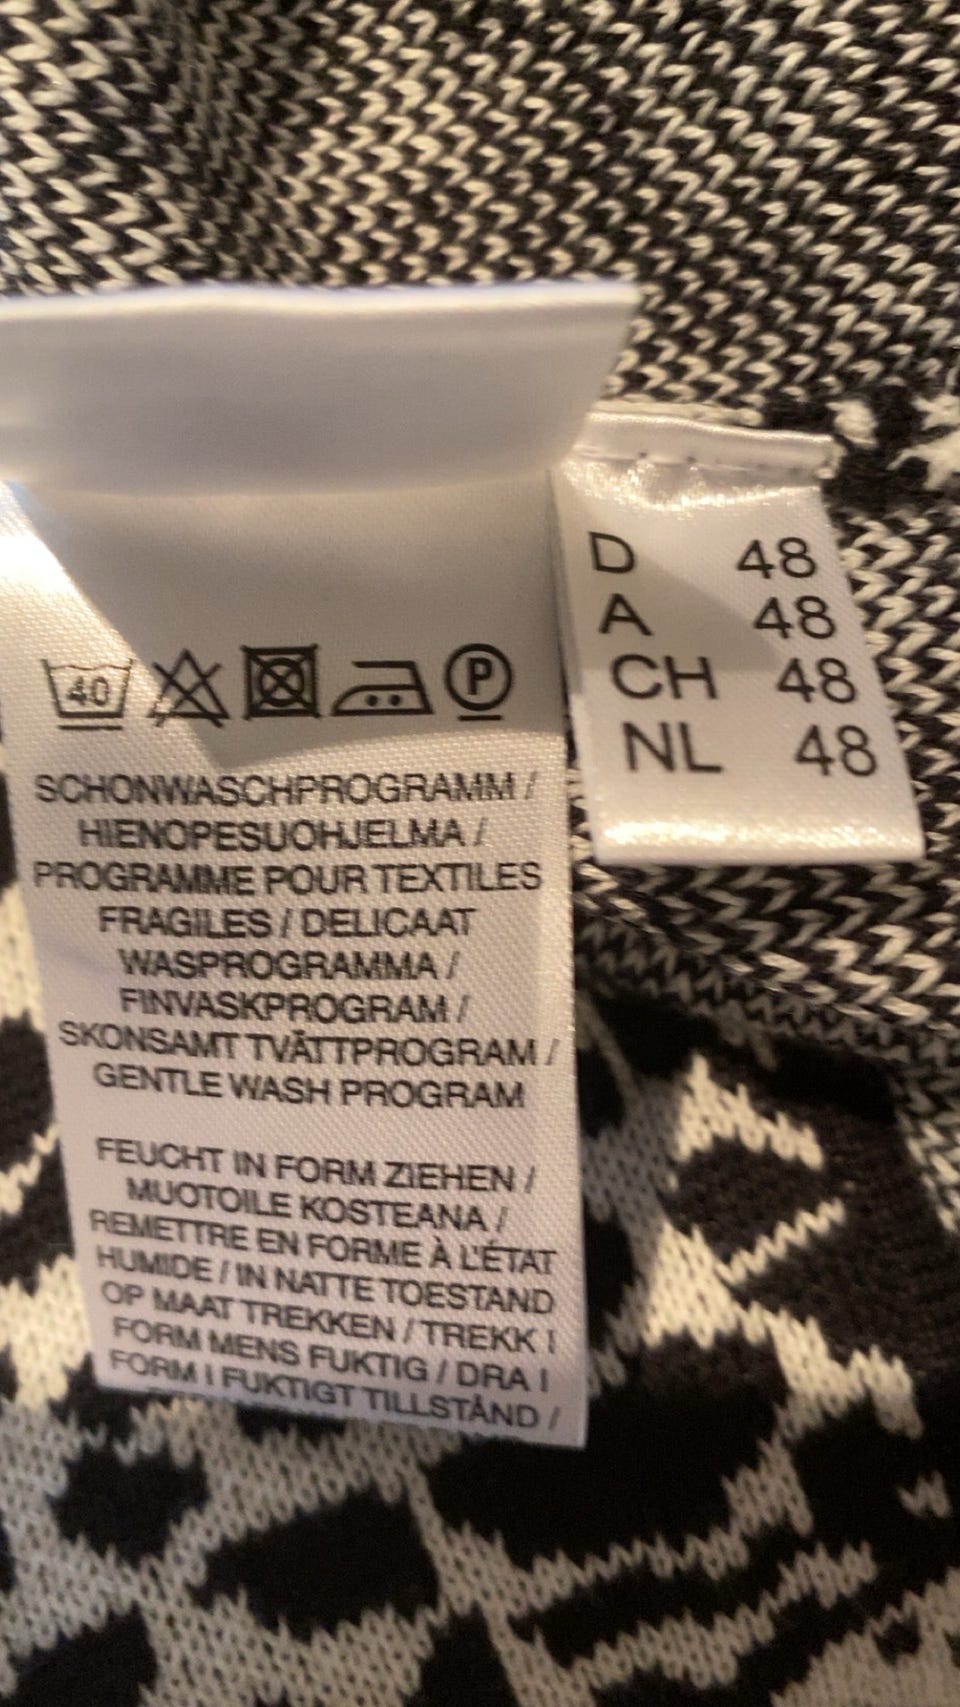 40 P
SCHONWASCHPROGRAMM /
HIENOPESUOHJELMA /
PROGRAMME POUR TEXTILES
FRAGILES / DELICAAT
WASPROGRAMMA /
FINVASKPROGRAM /
SKONSAMT TVÄTTPROGRAM /
GENTLE WASH PROGRAM
FEUCHT IN FORM ZIEHEN /
MUOTOILE KOSTEANA /
REMETTRE EN FORME À L'ÉTAT
HUMIDE / IN NATTE TOESTAND
OP MAAT TREKKEN / TREKK I
FORM MENS FUKTIG / DRA I
FORM I FUKTIGT TILLSTÅND /
D 48
A 48
CH 48
NL 48